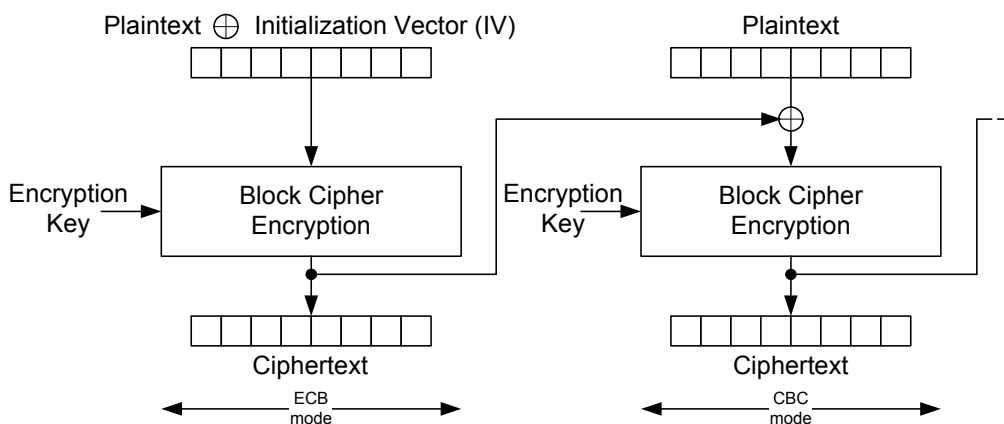 Plaintext ⊕ Initialization Vector (IV)
Plaintext
Encryption
Key
Block Cipher
Encryption
Encryption
Key
Block Cipher
Encryption
Ciphertext
Ciphertext
ECB
mode
CBC
mode